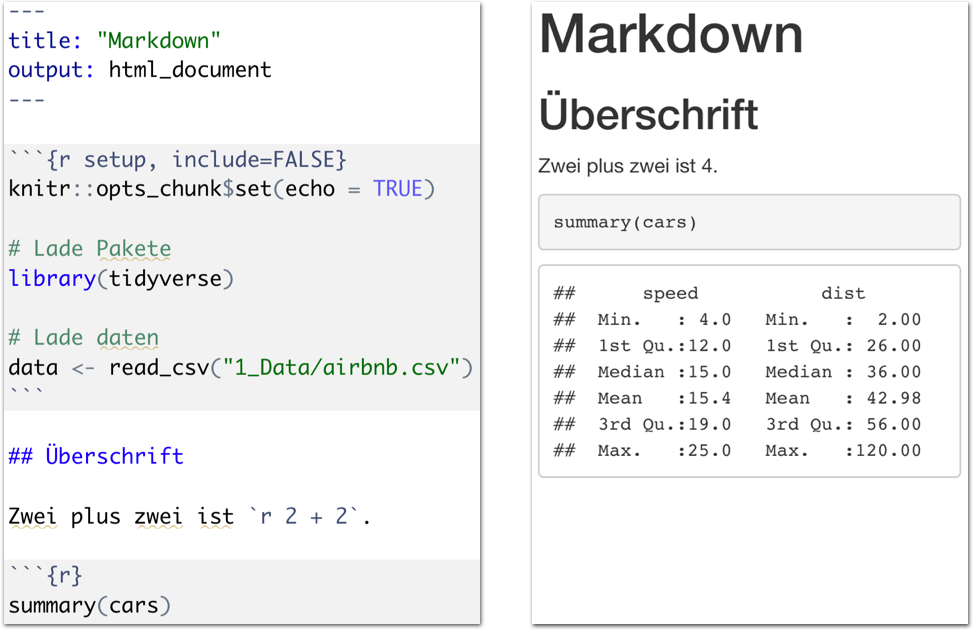 ---
title: "Markdown"
output: html_document
---
```{r setup, include=FALSE}
knitr::opts_chunk$set(echo = TRUE)
# Lade Pakete
library(tidyverse)
# Lade daten
data <- read_csv("1_Data/airbnb.csv")
```
## Überschrift
Zwei plus zwei ist `r 2 + 2`.
```{r}
summary(cars)
Markdown
Überschrift
Zwei plus zwei ist 4.
summary(cars)
##      speed           dist
##  Min.   : 4.0   Min.   :  2.00
##  1st Qu.:12.0   1st Qu.: 26.00
##  Median :15.0   Median : 36.00
##  Mean   :15.4   Mean   : 42.98
##  3rd Qu.:19.0   3rd Qu.: 56.00
##  Max.   :25.0   Max.   :120.00